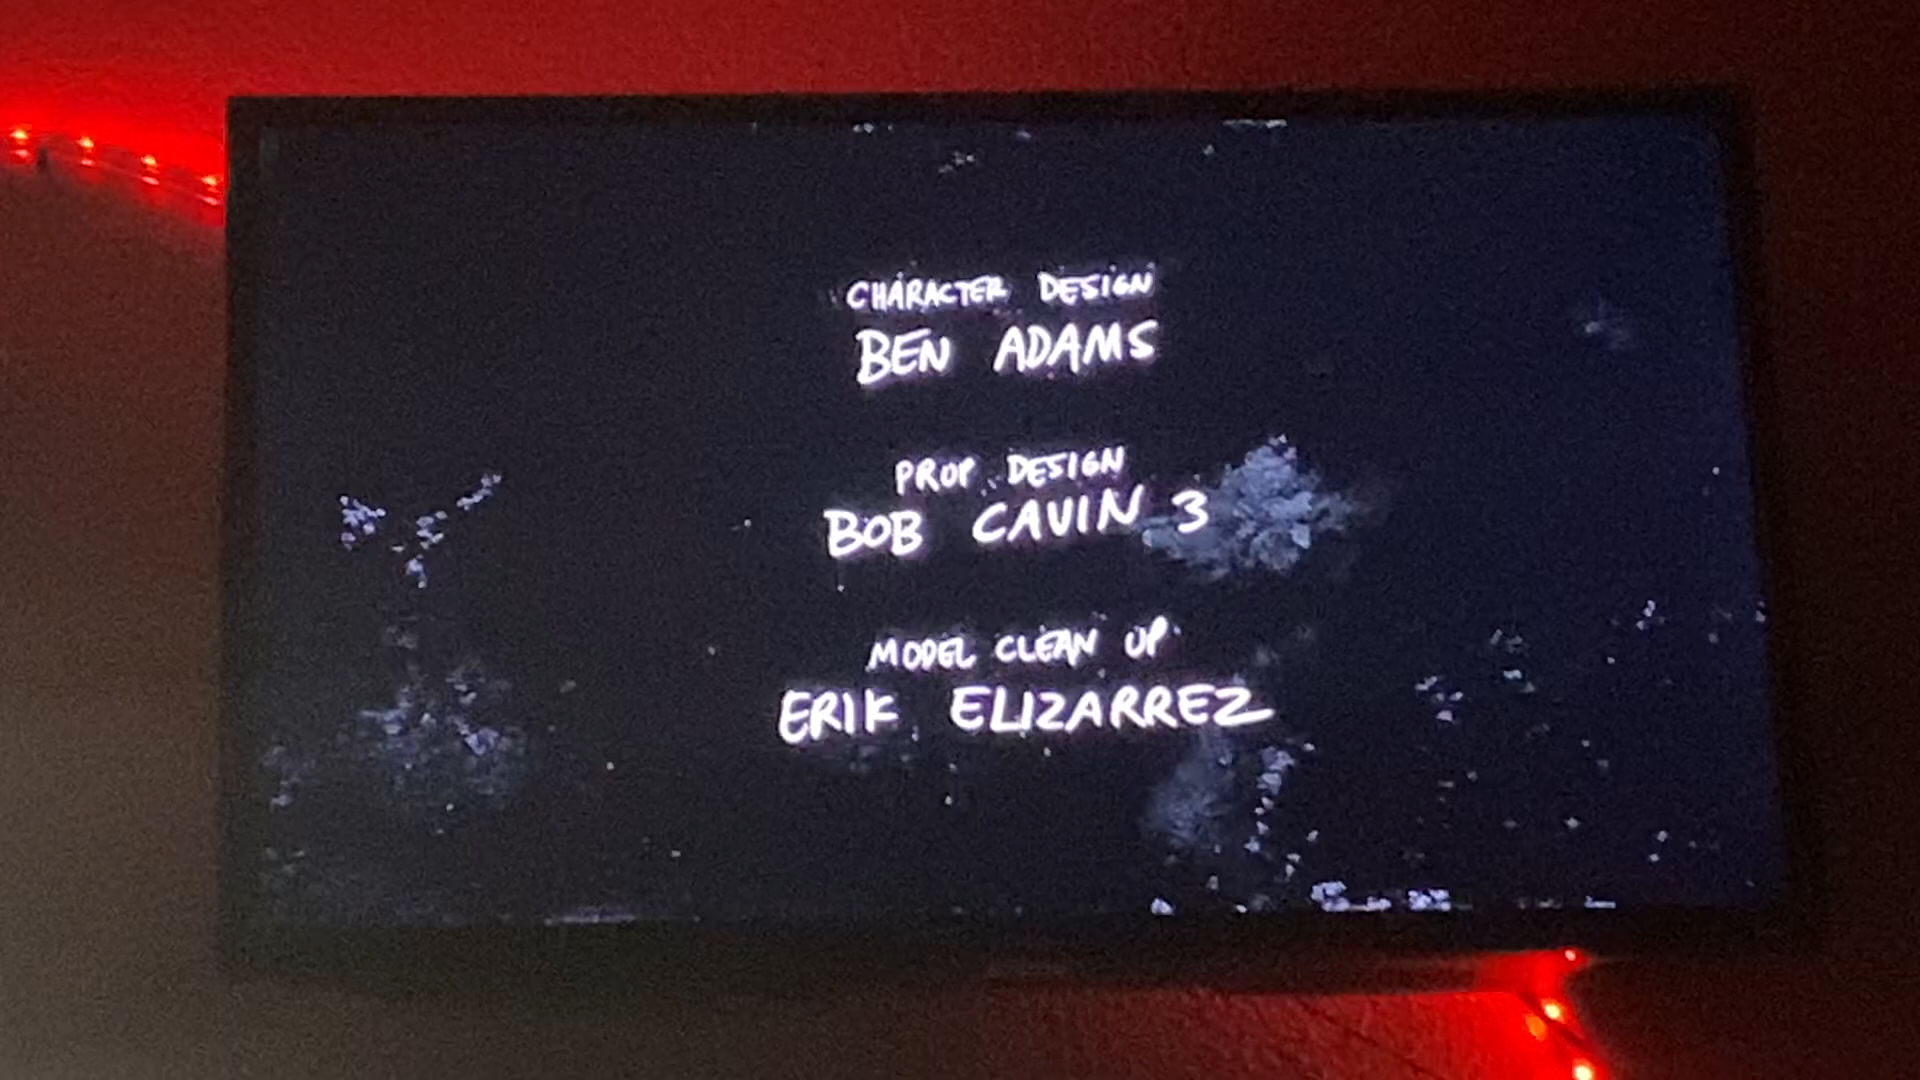 CHARACTER DESIGN
BEN ADAMS
PROP DESIGN
BOB CAVIN 3
MODEL CLEAN UP
ERIK ELIZARREZ